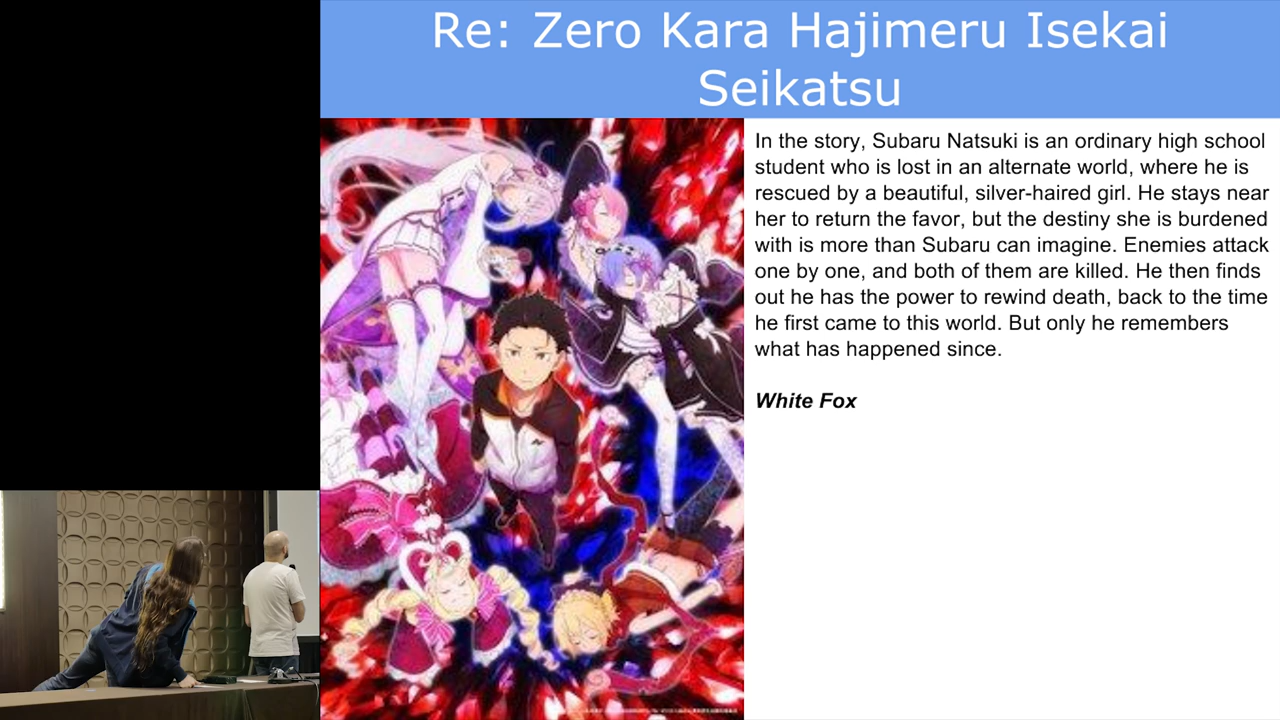 Re: Zero Kara Hajimeru Isekai
Seikatsu
In the story, Subaru Natsuki is an ordinary high school
student who is lost in an alternate world, where he is
rescued by a beautiful, silver-haired girl. He stays near
her to return the favor, but the destiny she is burdened
with is more than Subaru can imagine. Enemies attack
one by one, and both of them are killed. He then finds
out he has the power to rewind death, back to the time
he first came to this world. But only he remembers
what has happened since.
White Fox